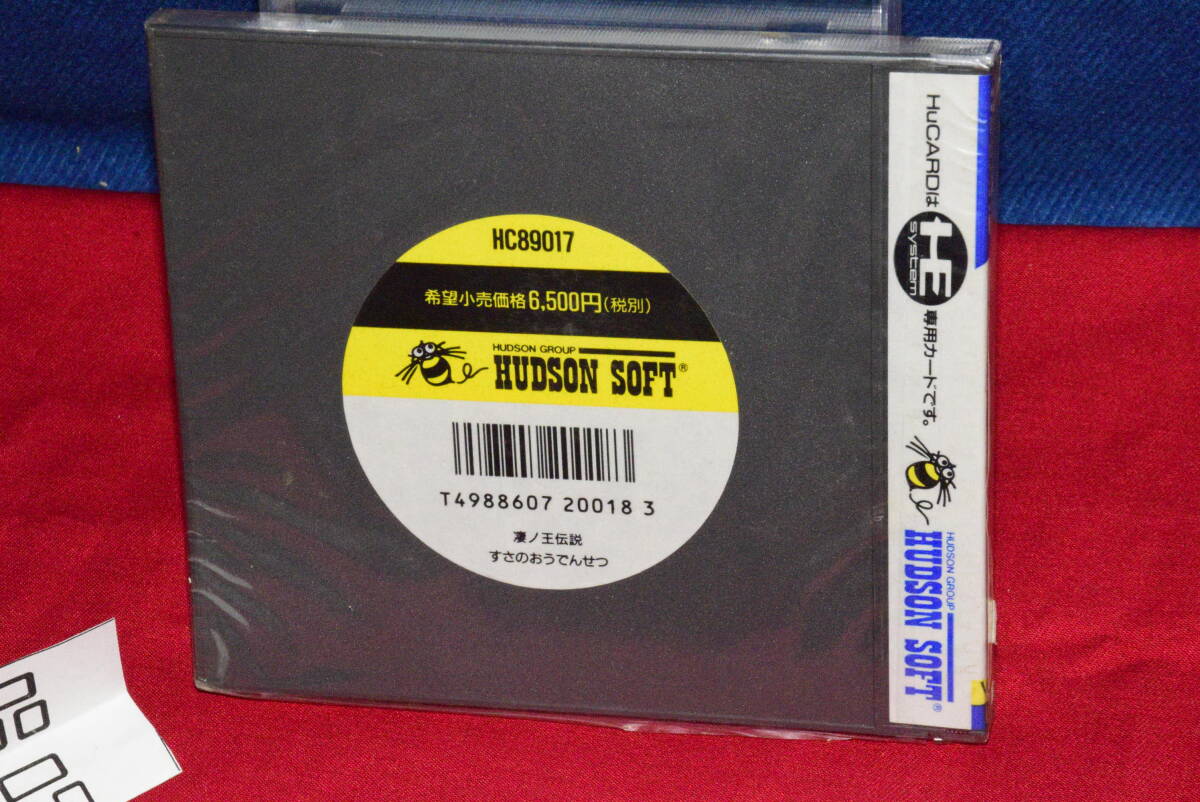 HC89017
希望小売価格6,500円(税別)
HUDSON GROUP
HUDSON SOFT®
T4988607 20018 3
凄ノ王伝説
すさのおうでんせつ
HuCARDは
HE
system
専用カードです。
HUDSON GROUP
HUDSON SOFT®